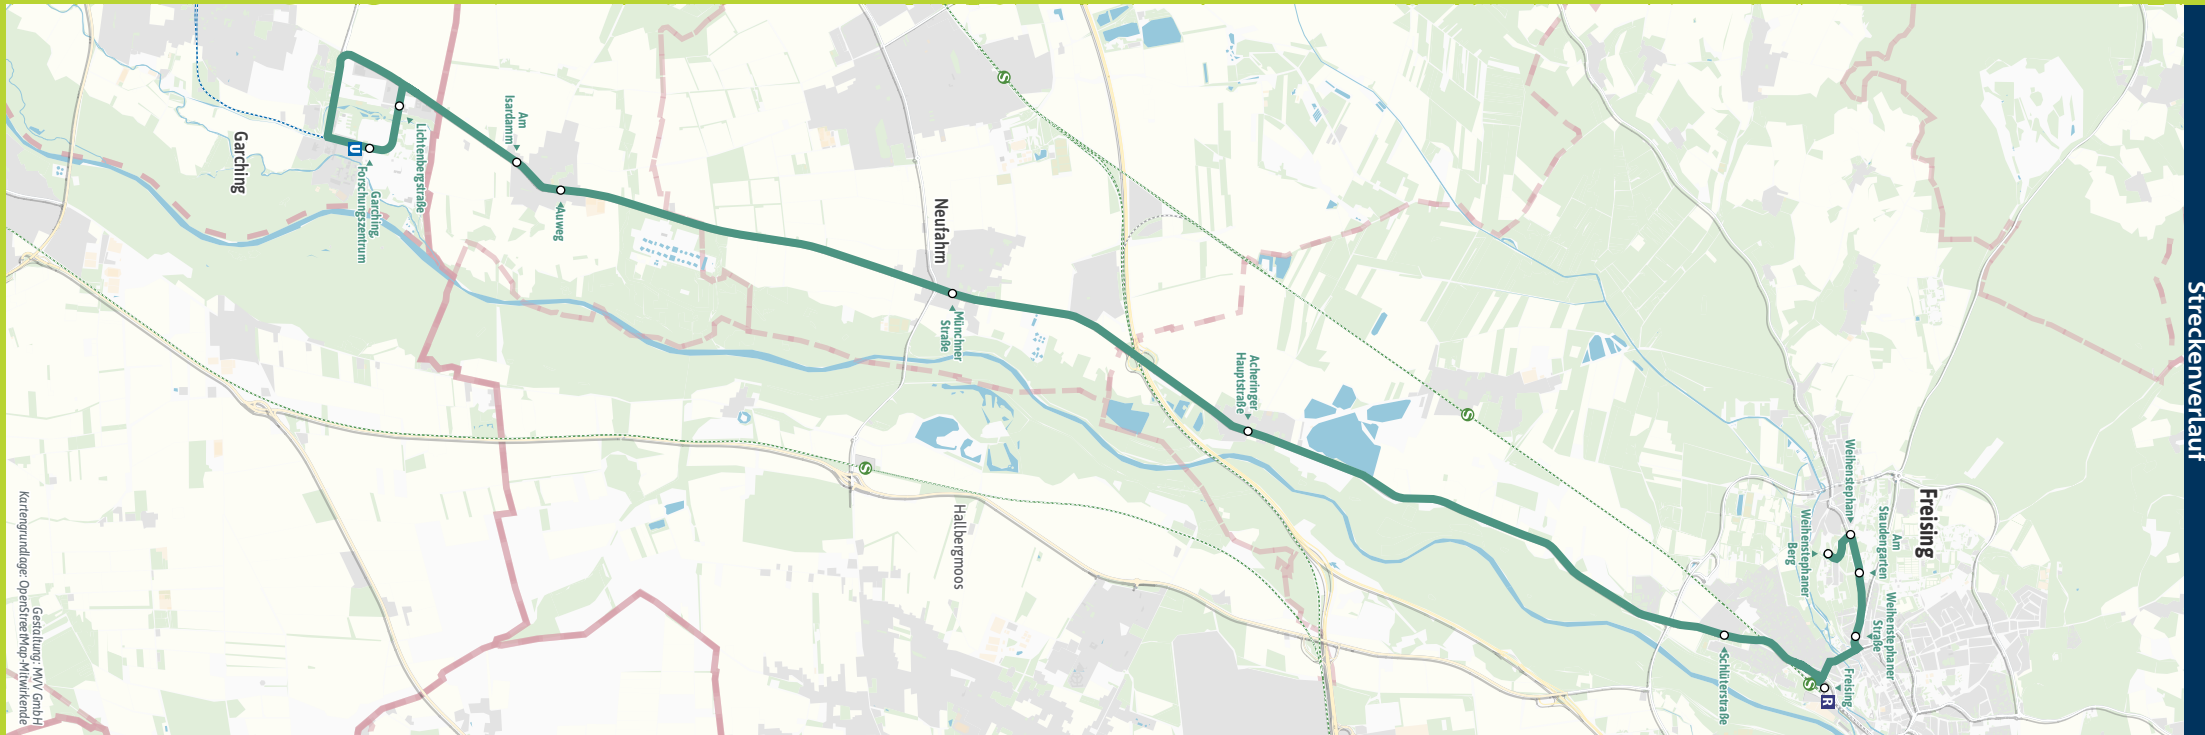 Streckenverlauf
Freising
Weihenstephan
Am
Staudengarten
Weihenstephaner
Straße
Weihenstephaner
Berg
Freising
R
S
Schlüterstraße
S
Acheringer
Hauptstraße
S
Neufahrn
Münchner
Straße
Hallbergmoos
S
Auweg
Am
Isardamm
Lichtenbergstraße
Garching,
Forschungszentrum
U
Garching
Gestaltung: MVV GmbH
Kartengrundlage: OpenStreetMap-Mitwirkende